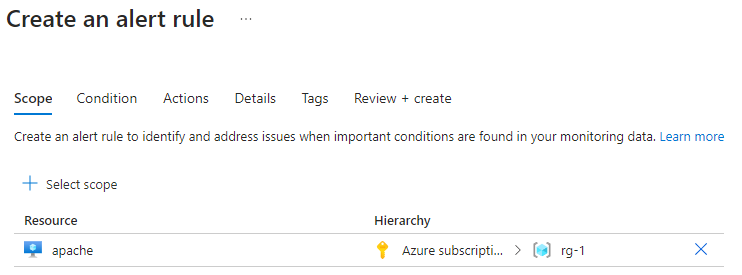 Create an alert rule ...
Scope Condition Actions Details Tags Review + create
Create an alert rule to identify and address issues when important conditions are found in your monitoring data. Learn more
+ Select scope
Resource Hierarchy
apache Azure subscripti... > rg-1